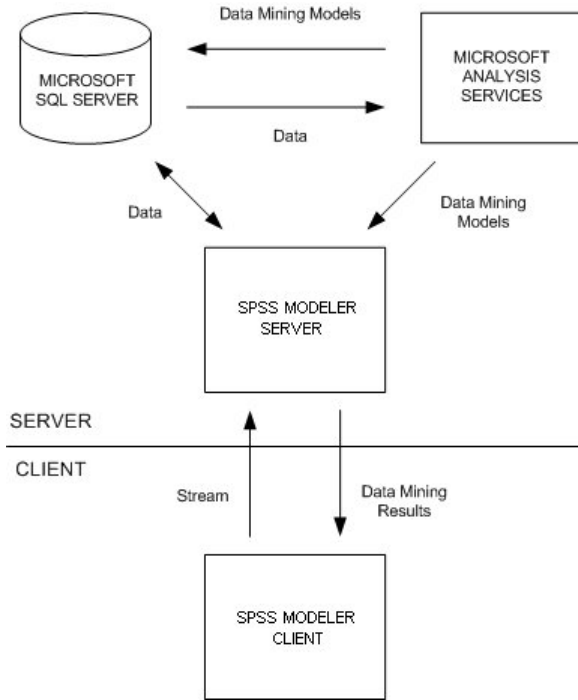 Data Mining Models
MICROSOFT
SQL SERVER
MICROSOFT
ANALYSIS
SERVICES
Data
Data
Data Mining
Models
SPSS MODELER
SERVER
SERVER
CLIENT
Stream
Data Mining
Results
SPSS MODELER
CLIENT